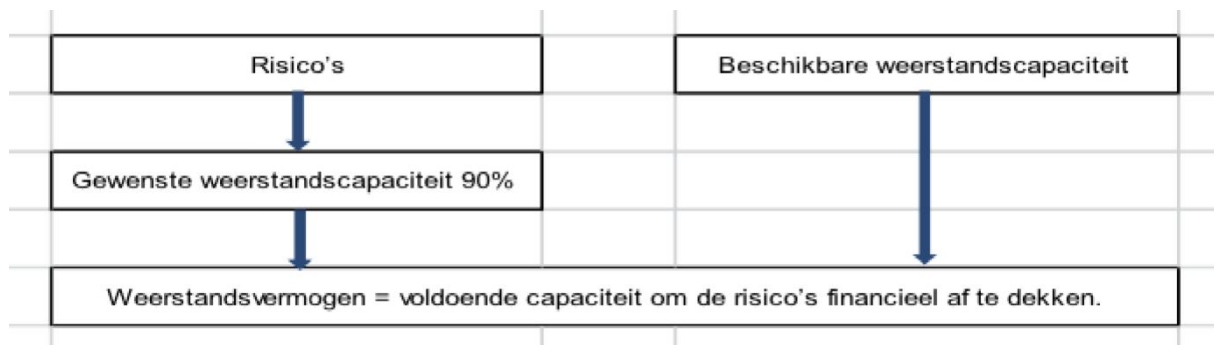 Risico's
Beschikbare weerstandscapaciteit
Gewenste weerstandscapaciteit 90%
Weerstandsvermogen = voldoende capaciteit om de risico's financieel af te dekken.